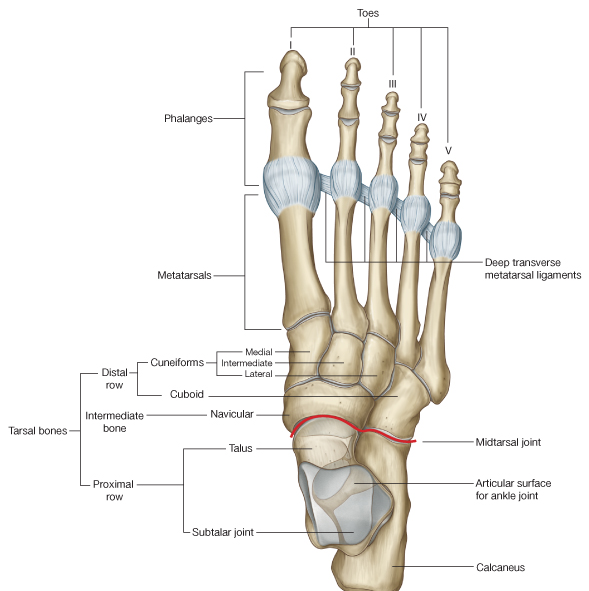 Toes
I
II
III
IV
V
Phalanges
Metatarsals
Deep transverse
metatarsal ligaments
Medial
Cuneiforms
Intermediate
Lateral
Distal
row
Cuboid
Intermediate
bone
Navicular
Tarsal bones
Midtarsal joint
Talus
Proximal
row
Articular surface
for ankle joint
Subtalar joint
Calcaneus